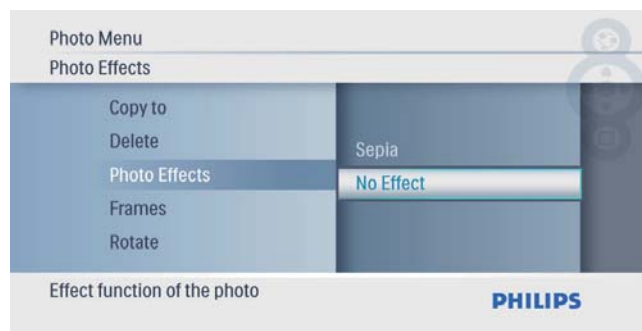 Photo Menu
Photo Effects
Copy to
Delete
Photo Effects
Frames
Rotate
Sepia
No Effect
Effect function of the photo
PHILIPS